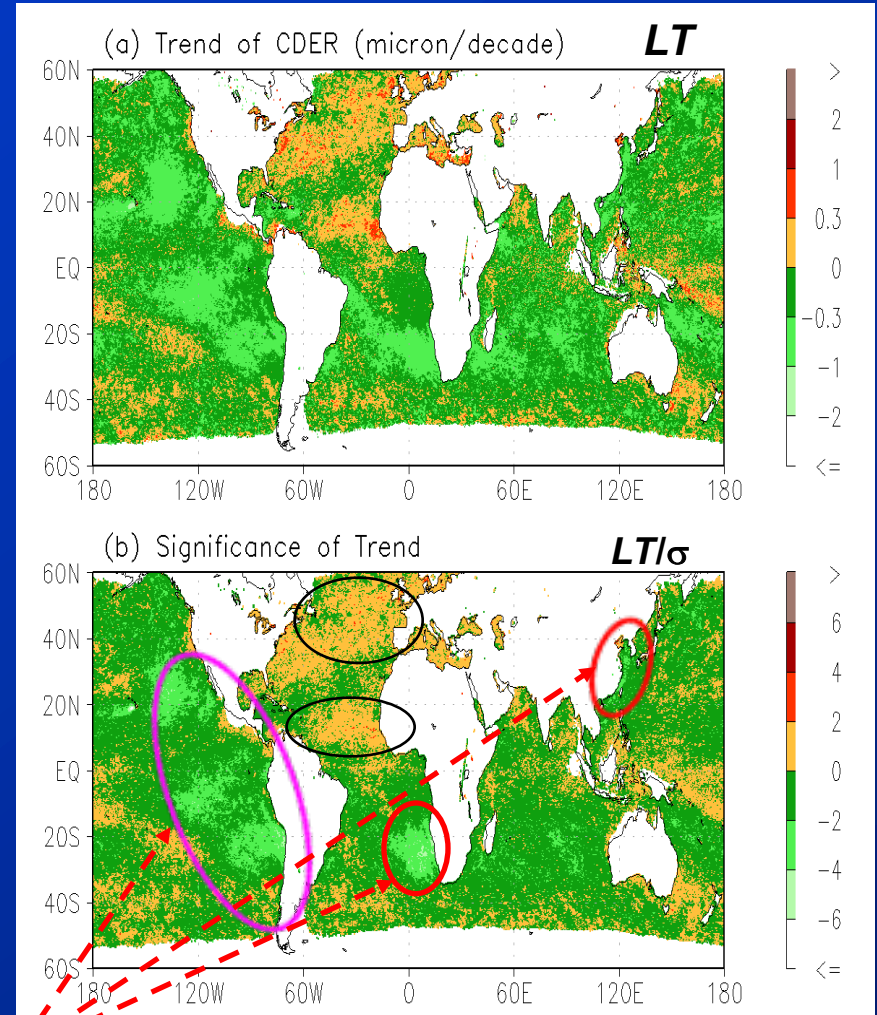 (a) Trend of CDER (micron/decade) LT
60N
40N
20N
EQ
20S
40S
60S
180 120W 60W 0 60E 120E 180
>
2
1
0.3
0
-0.3
-1
-2
<=
(b) Significance of Trend LT/σ
60N
40N
20N
EQ
20S
40S
60S
180 120W 60W 0 60E 120E 180
>
6
4
2
0
-2
-4
-6
<=